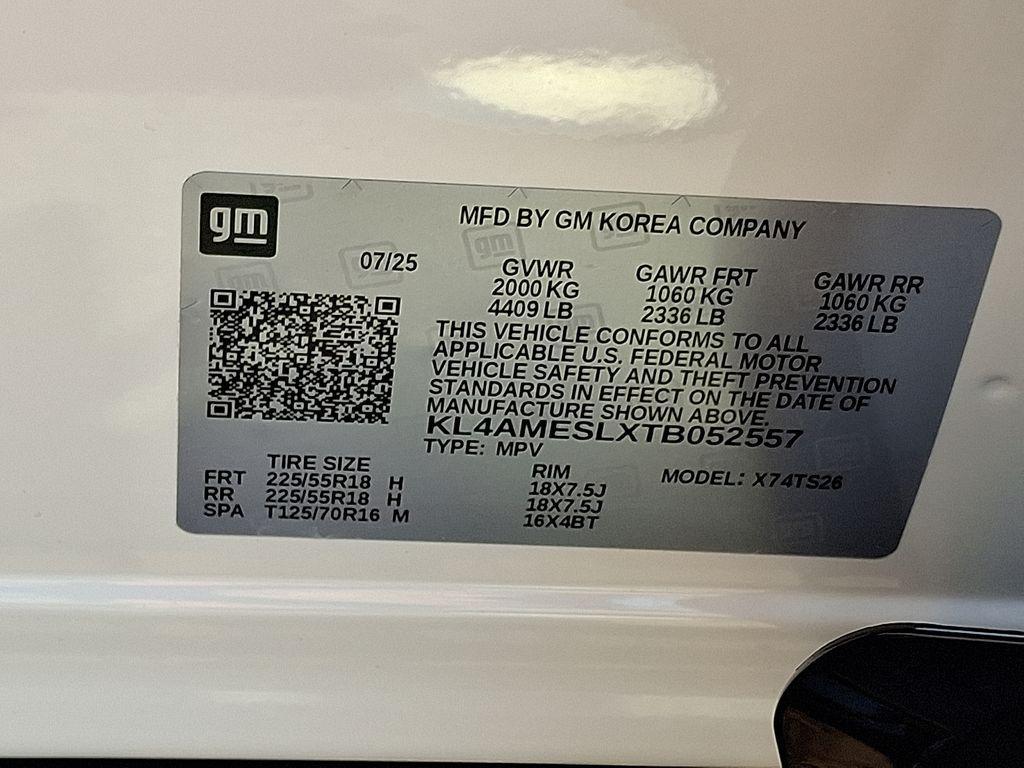 gm
MFD BY GM KOREA COMPANY
07/25
GVWR GAWR FRT GAWR RR
2000 KG 1060 KG 1060 KG
4409 LB 2336 LB 2336 LB
THIS VEHICLE CONFORMS TO ALL
APPLICABLE U.S. FEDERAL MOTOR
VEHICLE SAFETY AND THEFT PREVENTION
STANDARDS IN EFFECT ON THE DATE OF
MANUFACTURE SHOWN ABOVE.
KL4AMESLXTB052557
TYPE: MPV
TIRE SIZE RIM MODEL: X74TS26
FRT 225/55R18 H 18X7.5J
RR 225/55R18 H 18X7.5J
SPA T125/70R16 M 16X4BT